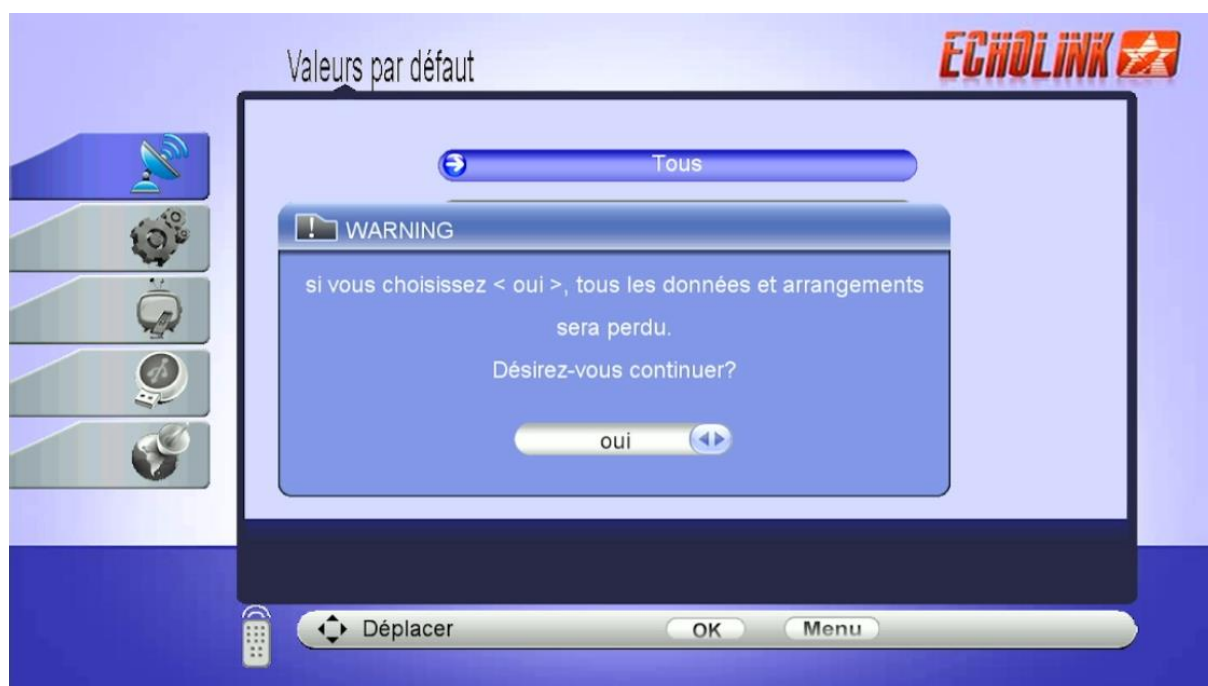 Valeurs par défaut
ECHOLINK
Tous
WARNING
si vous choisissez < oui >, tous les données et arrangements
sera perdu.
Désirez-vous continuer?
oui
Déplacer
OK
Menu